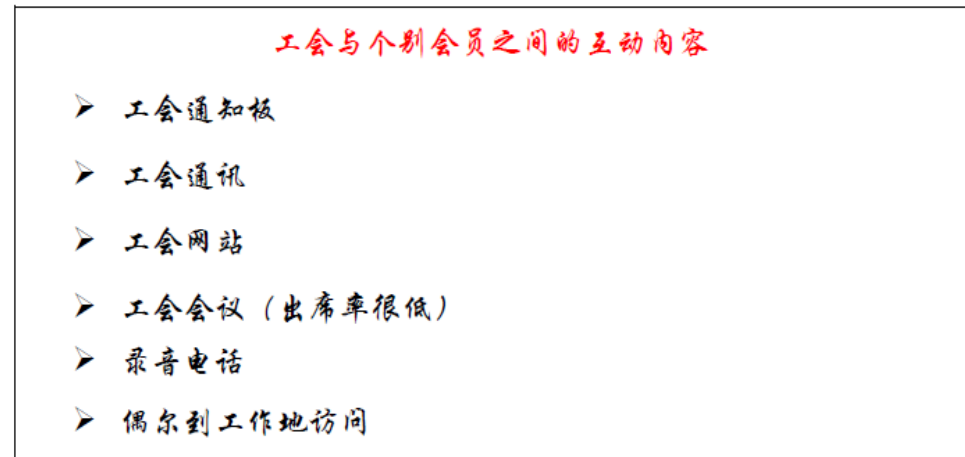 工会与个别会员之间的互动内容
➢ 工会通知板
➢ 工会通讯
➢ 工会网站
➢ 工会会议（出席率很低）
➢ 录音电话
➢ 偶尔到工作地访问